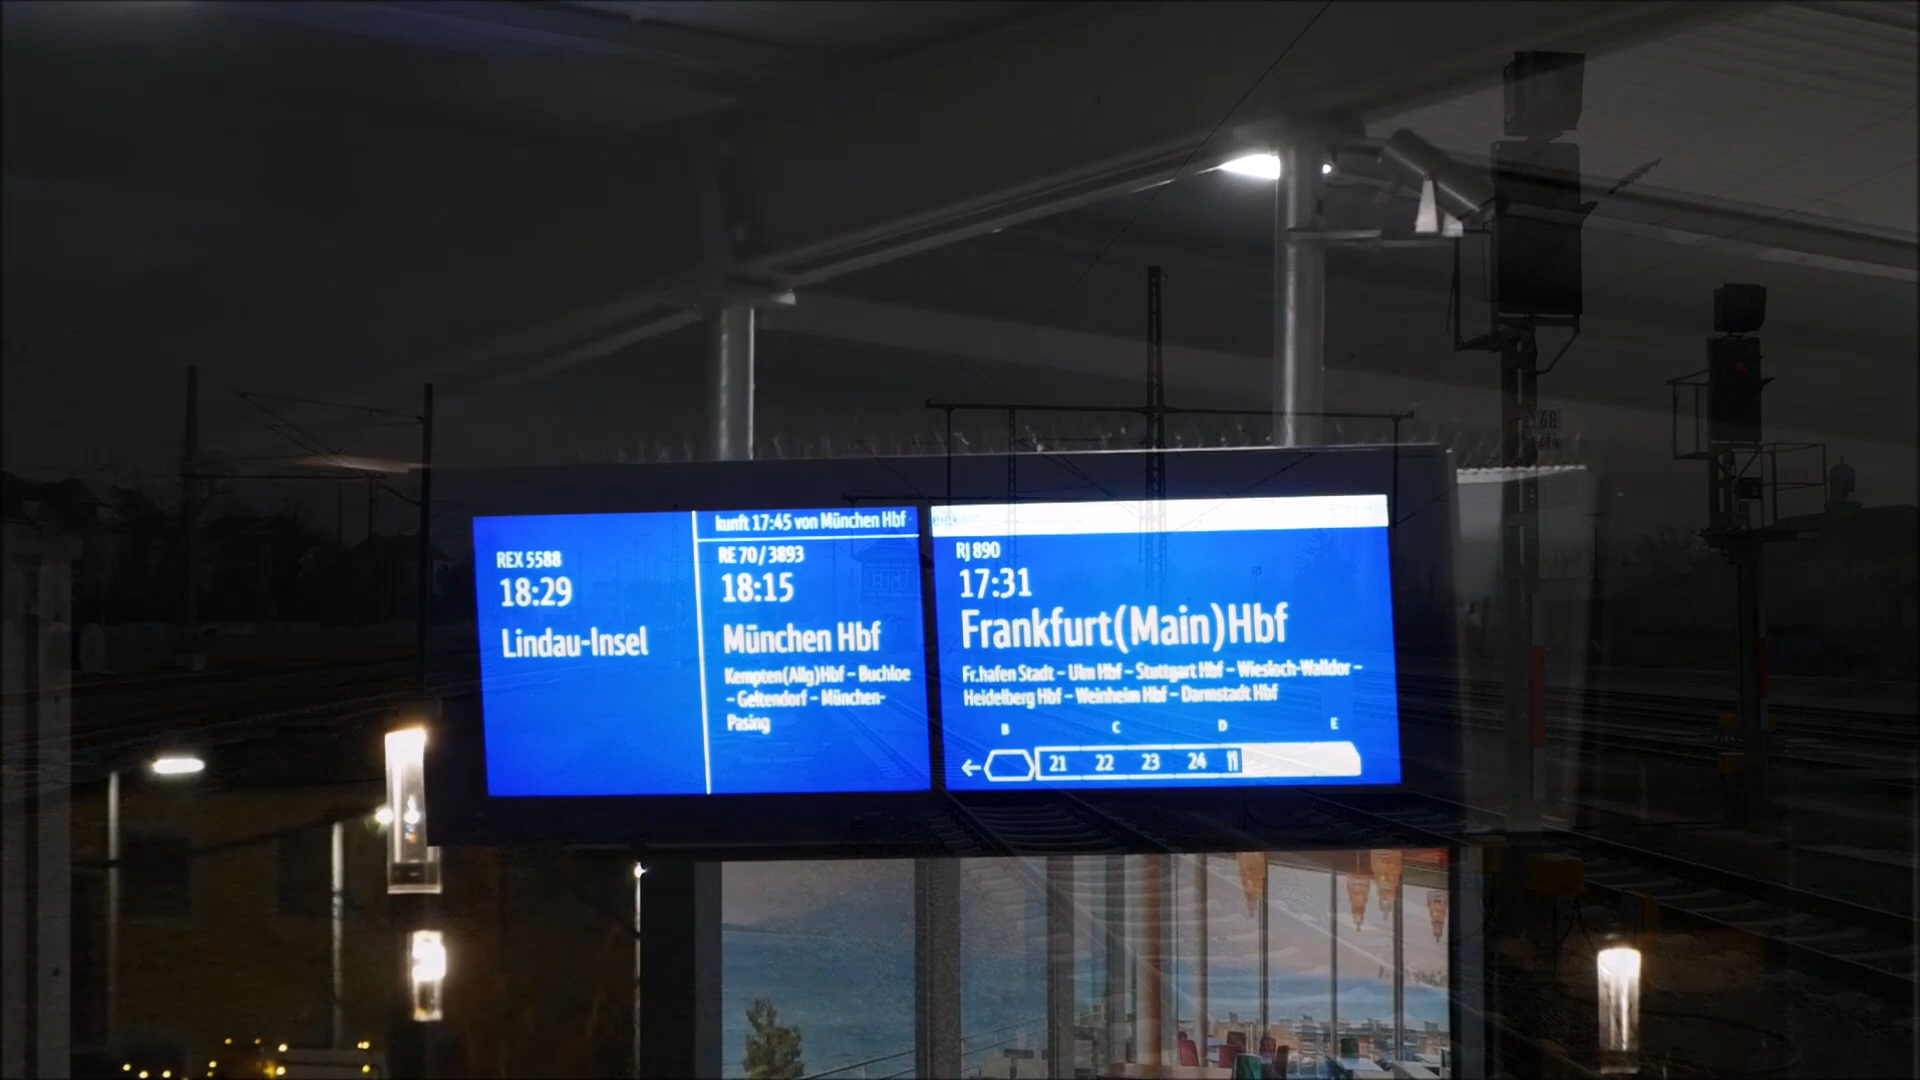 REX 5588
18:29
Lindau-Insel
kunft 17:45 von München Hbf
RE 70 / 3893
18:15
München Hbf
Kempten(Allg)Hbf – Buchloe
– Geltendorf – München-
Pasing
RJ 890
17:31
Frankfurt(Main)Hbf
Fr.hafen Stadt – Ulm Hbf – Stuttgart Hbf – Wiesloch-Walldor –
Heidelberg Hbf – Weinheim Hbf – Darmstadt Hbf
B C D E
21 22 23 24
68